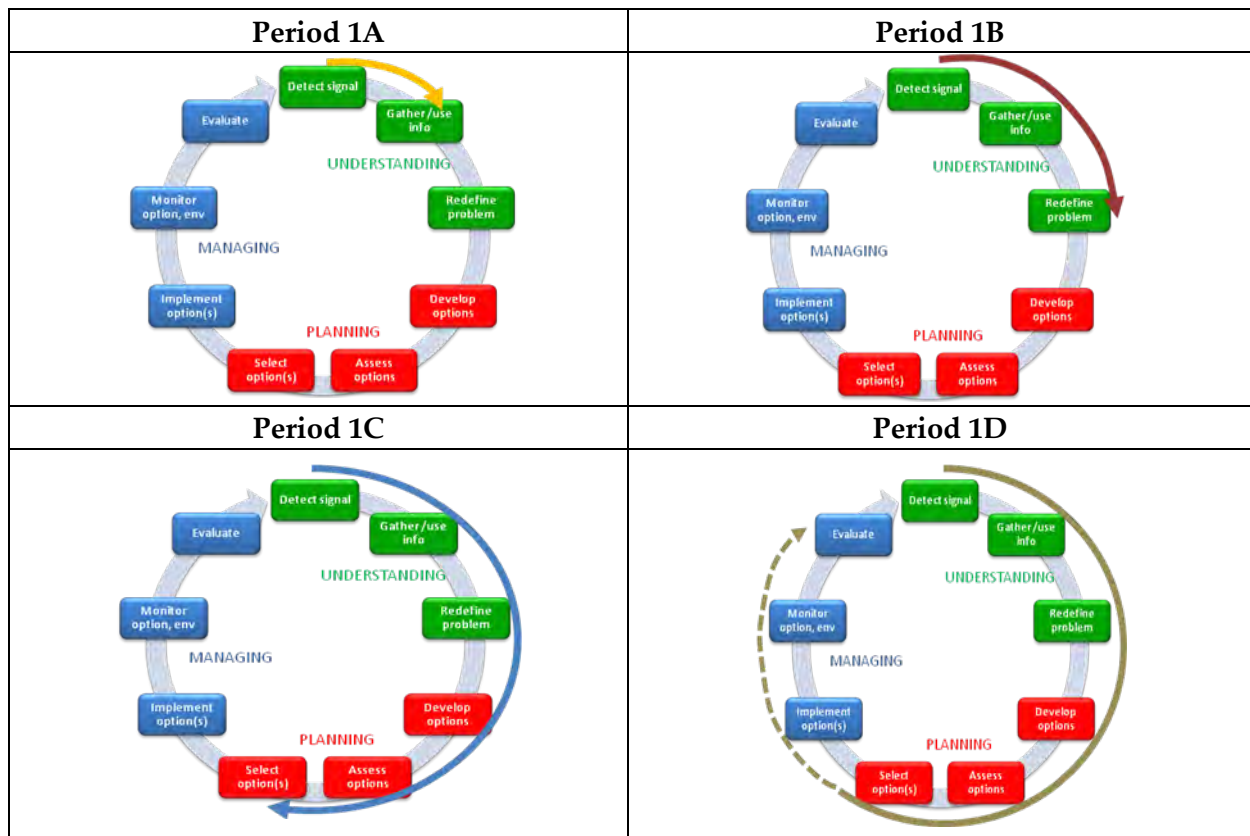 Period 1A
Period 1B
Detect signal
Gather/use
info
UNDERSTANDING
Redefine
problem
Develop
options
PLANNING
Assess
options
Select
option(s)
Implement
option(s)
MANAGING
Monitor
option, env
Evaluate
Detect signal
Gather/use
info
UNDERSTANDING
Redefine
problem
Develop
options
PLANNING
Assess
options
Select
option(s)
Implement
option(s)
MANAGING
Monitor
option, env
Evaluate
Period 1C
Period 1D
Detect signal
Gather/use
info
UNDERSTANDING
Redefine
problem
Develop
options
PLANNING
Assess
options
Select
option(s)
Implement
option(s)
MANAGING
Monitor
option, env
Evaluate
Detect signal
Gather/use
info
UNDERSTANDING
Redefine
problem
Develop
options
PLANNING
Assess
options
Select
option(s)
Implement
option(s)
MANAGING
Monitor
option, env
Evaluate